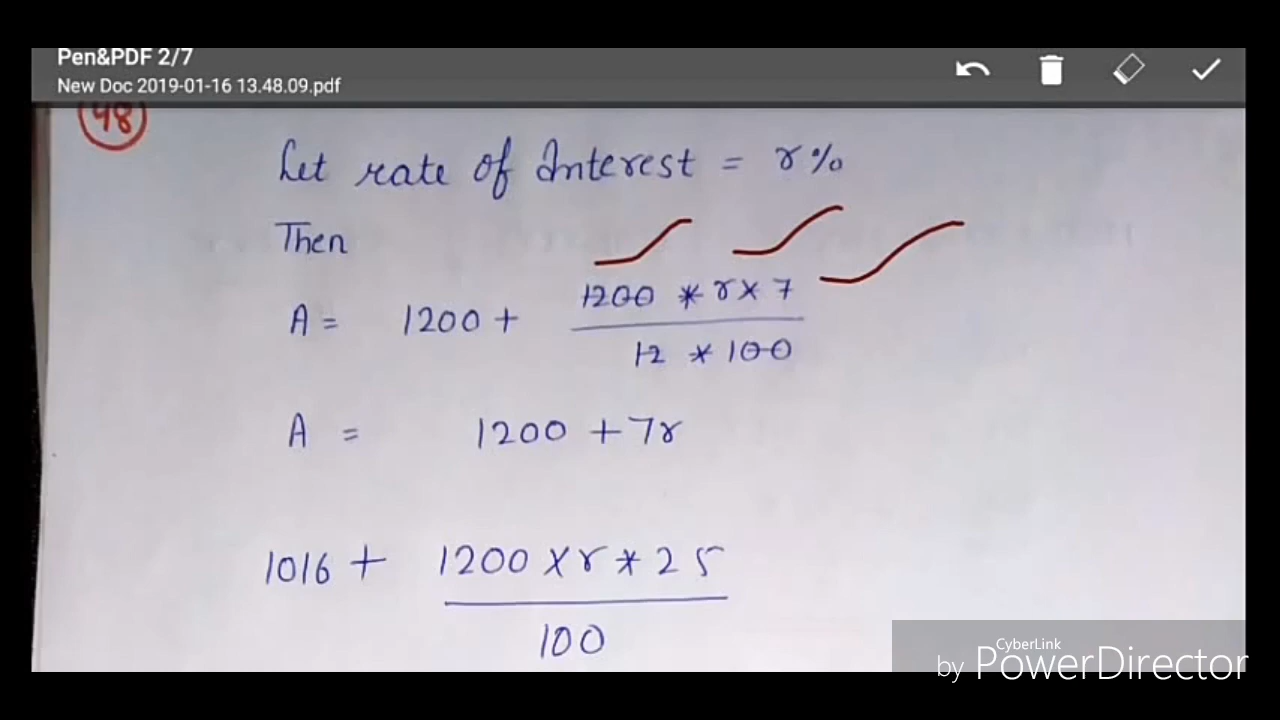 Pen&PDF 2/7
New Doc 2019-01-16 13.48.09.pdf
48
Let rate of Interest = r%
Then
A = 1200 + 1200 * r × 7
12 * 100
A = 1200 + 7r
1016 + 1200 × r * 25
100
CyberLink
by PowerDirector